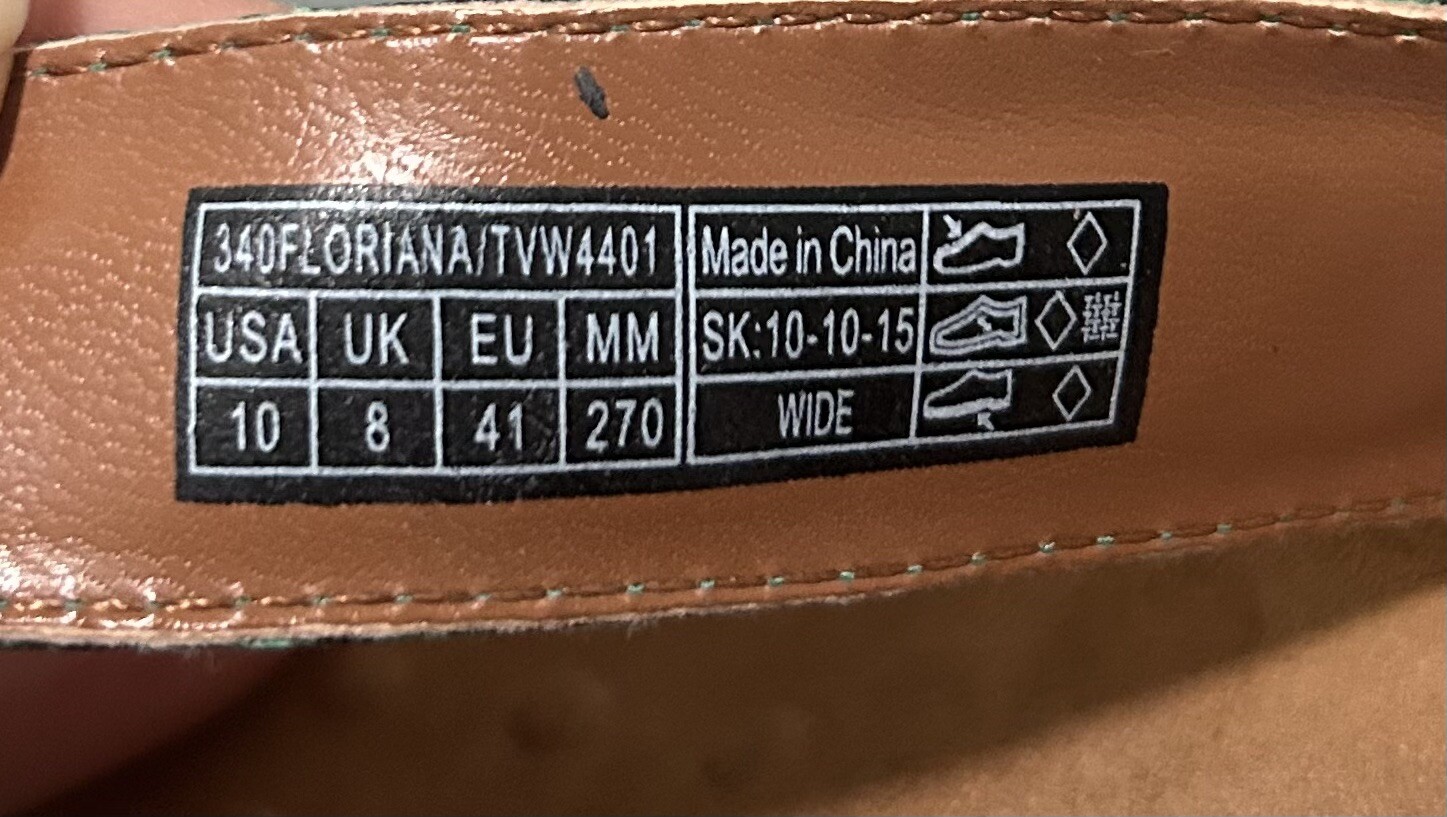 340FLORIANA/TVW4401
USA UK EU MM
10 8 41 270
Made in China
SK:10-10-15
WIDE